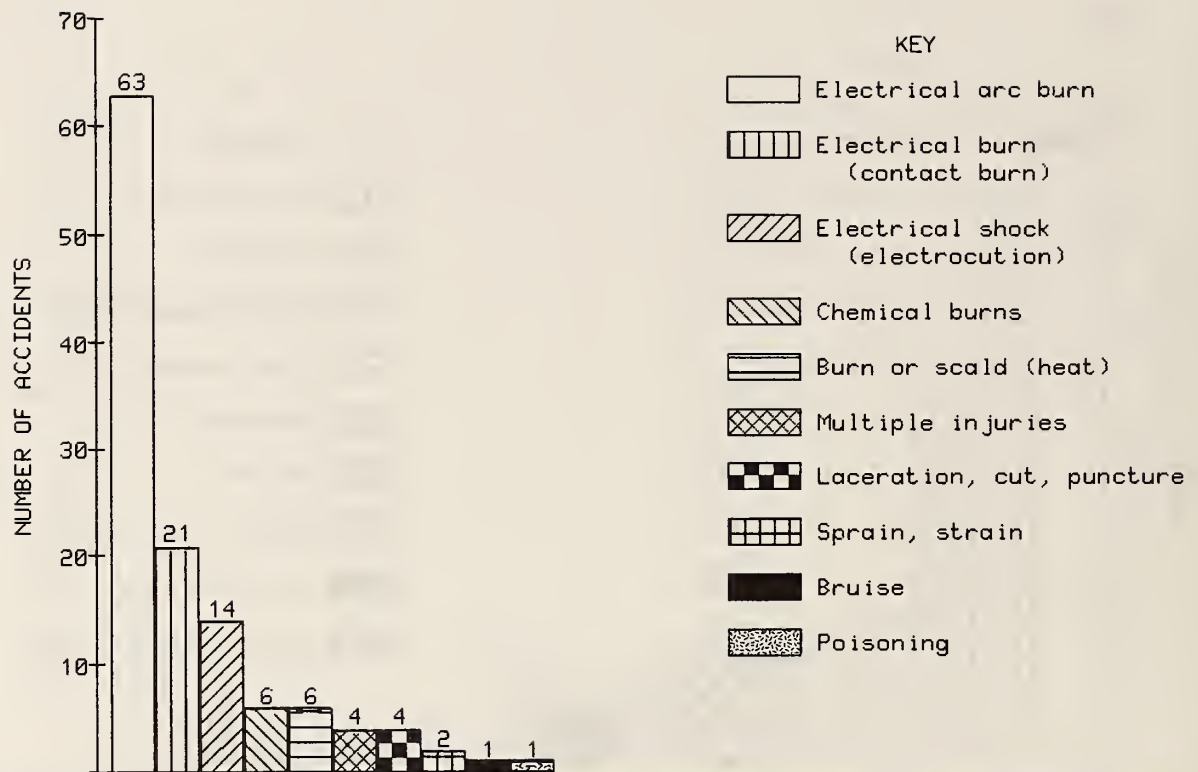 70
60
50
40
30
20
10
NUMBER OF ACCIDENTS
63
21
14
6
6
4
4
2
1
1
KEY
Electrical arc burn
Electrical burn
(contact burn)
Electrical shock
(electrocution)
Chemical burns
Burn or scald (heat)
Multiple injuries
Laceration, cut, puncture
Sprain, strain
Bruise
Poisoning